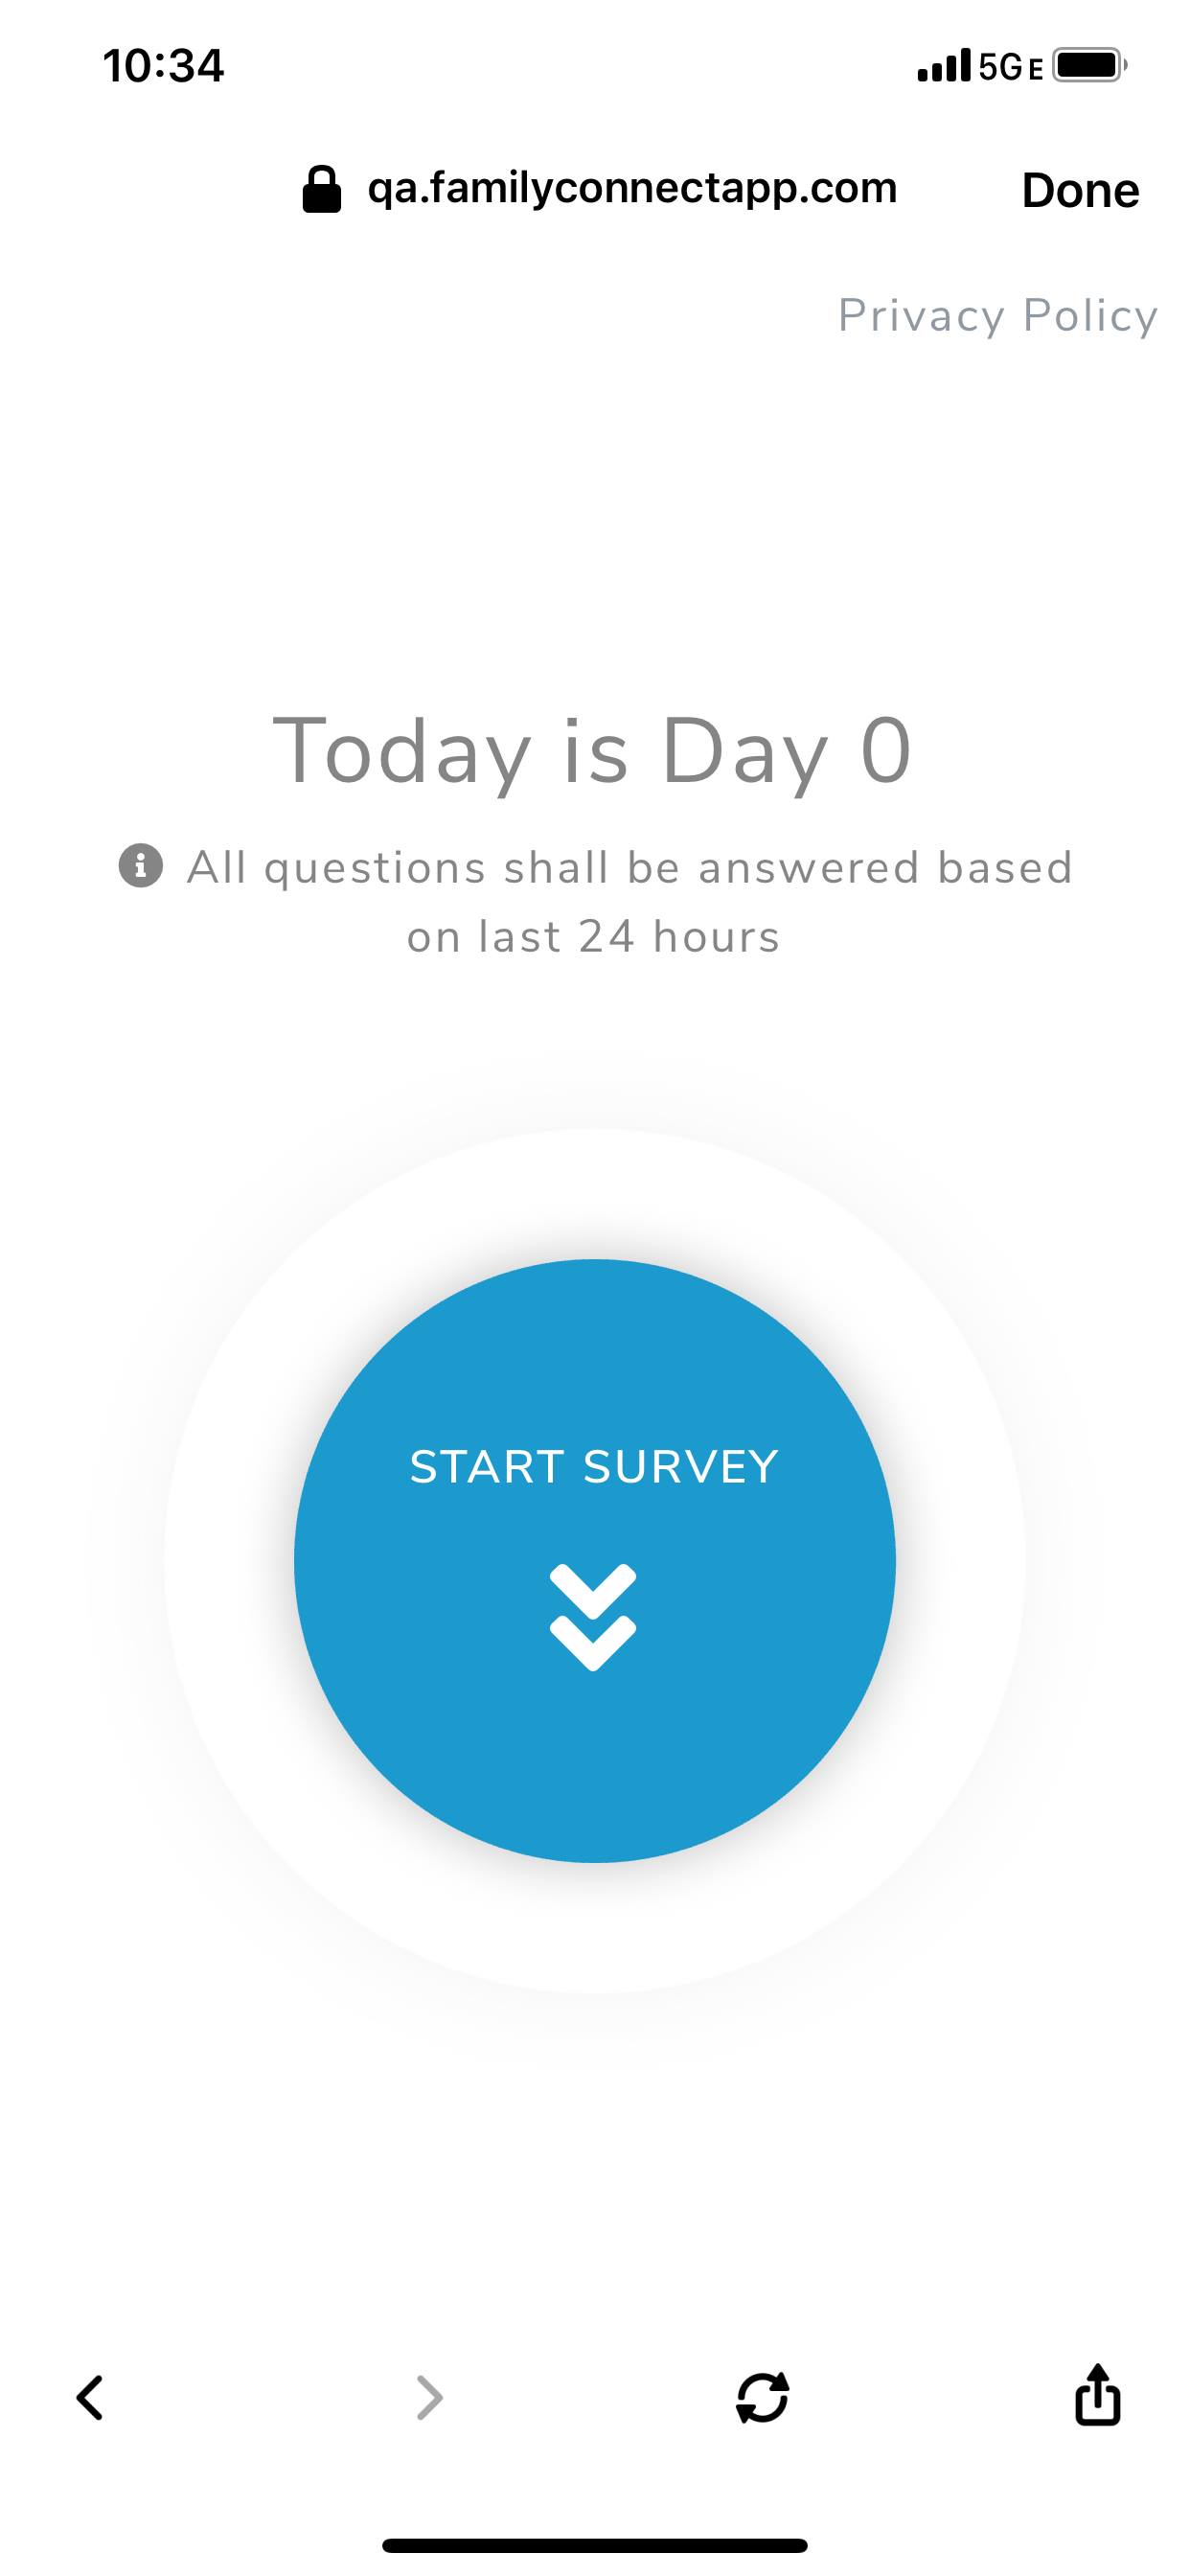 10:34
5G E
qa.familyconnectapp.com
Done
Privacy Policy
Today is Day 0
All questions shall be answered based
on last 24 hours
START SURVEY